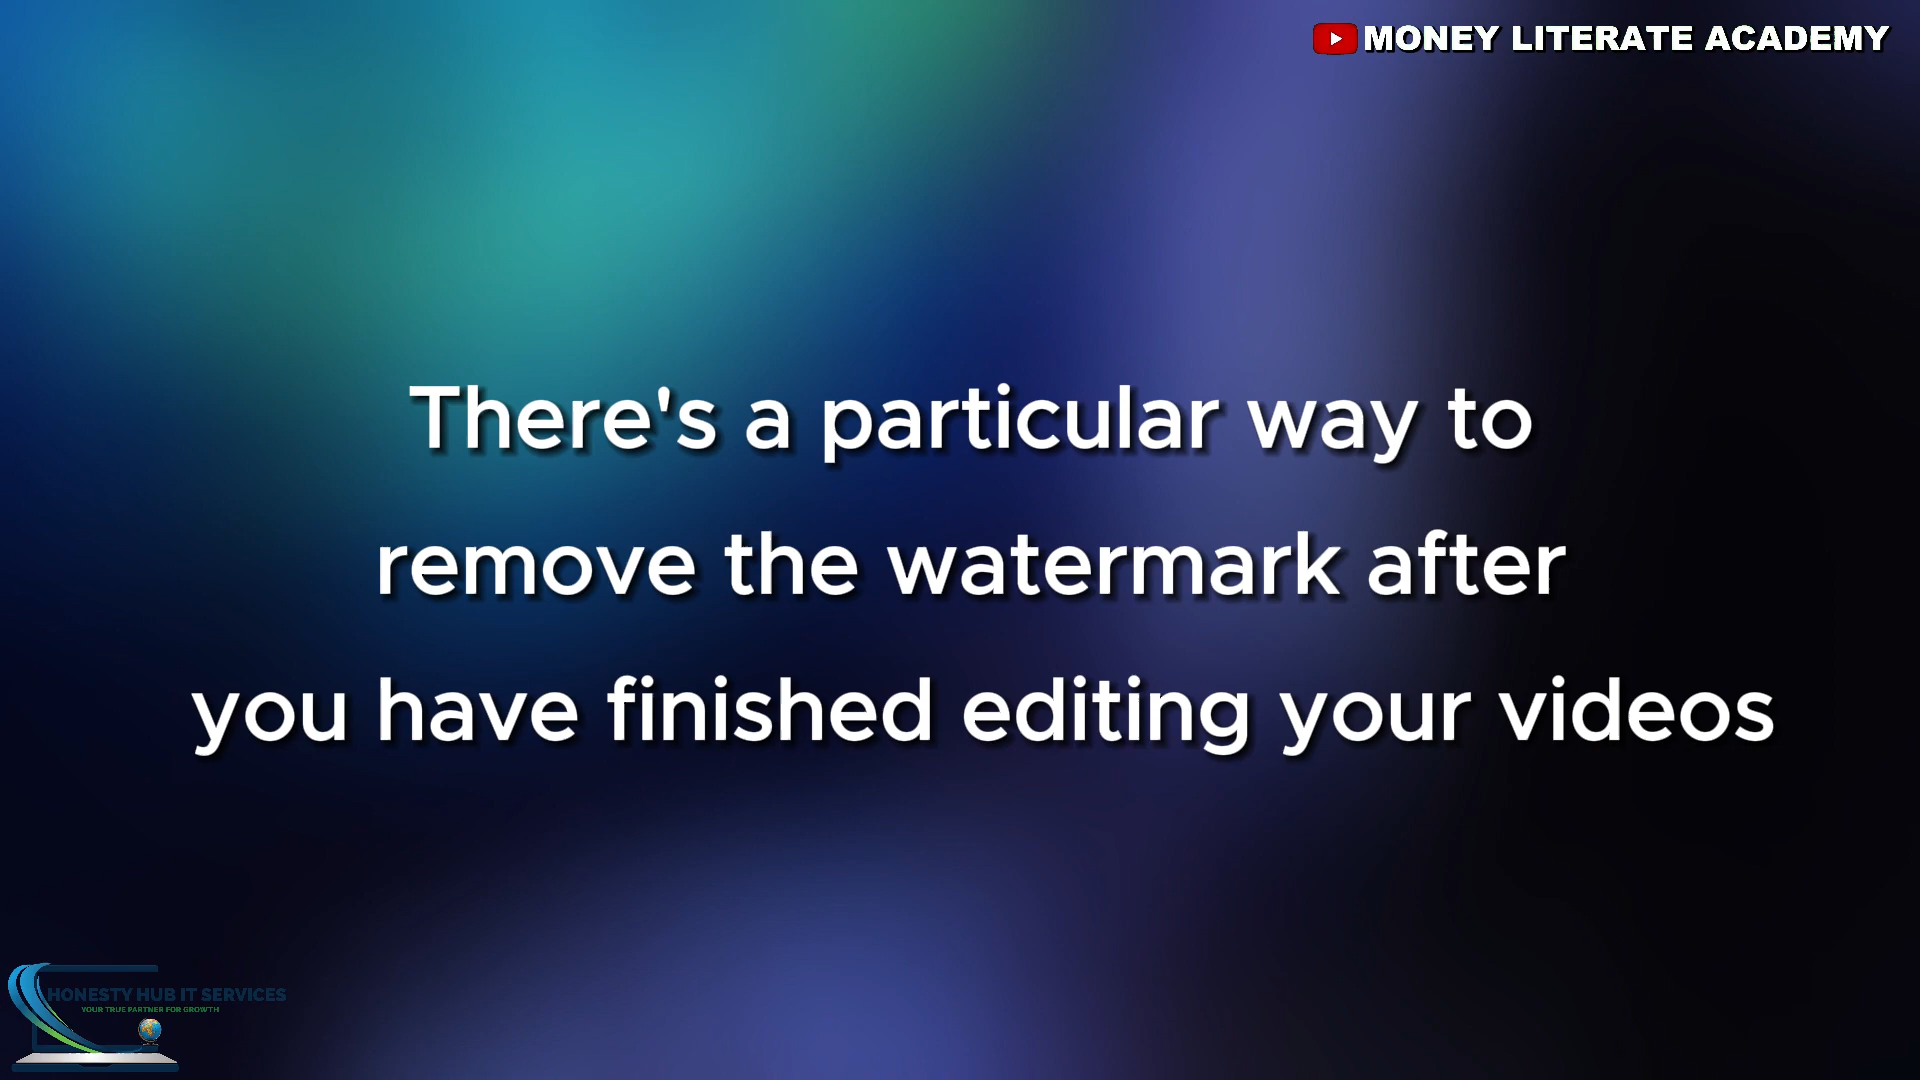 MONEY LITERATE ACADEMY
There's a particular way to
remove the watermark after
you have finished editing your videos
HONESTY HUB IT SERVICES
YOUR TRUE PARTNER FOR GROWTH